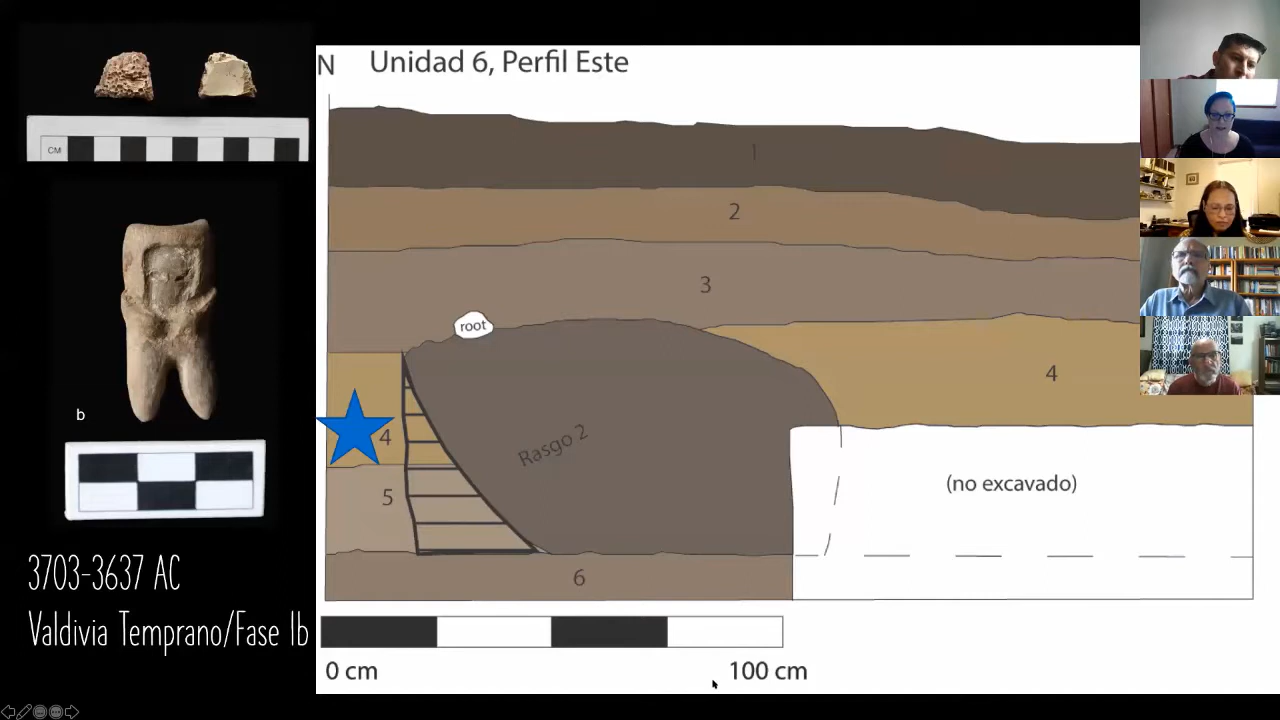 CM
b
3703-3637 AC
Valdivia Temprano/Fase Ib
N
Unidad 6, Perfil Este
1
2
3
root
4
4
Rasgo 2
5
(no excavado)
6
0 cm
100 cm